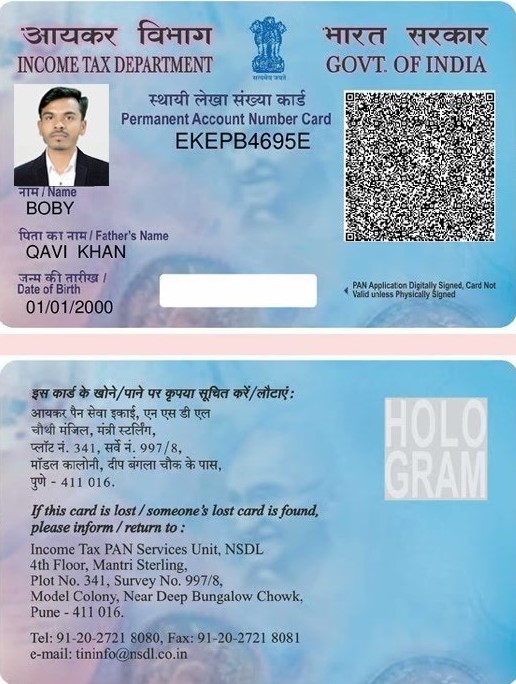 आयकर विभाग
INCOME TAX DEPARTMENT
सत्यमेव जयते
भारत सरकार
GOVT. OF INDIA
स्थायी लेखा संख्या कार्ड
Permanent Account Number Card
EKEPB4695E
नाम / Name
BOBY
पिता का नाम / Father's Name
QAVI KHAN
जन्म की तारीख /
Date of Birth
01/01/2000
PAN Application Digitally Signed, Card Not
Valid unless Physically Signed
इस कार्ड के खोने/पाने पर कृपया सूचित करें/लौटाएं :
आयकर पैन सेवा इकाई, एन एस डी एल
चौथी मंजिल, मंत्री स्टर्लिंग,
प्लॉट नं. 341, सर्वे नं. 997/8,
मॉडल कालोनी, दीप बंगला चौक के पास,
पुणे - 411 016.
If this card is lost / someone's lost card is found,
please inform / return to :
Income Tax PAN Services Unit, NSDL
4th Floor, Mantri Sterling,
Plot No. 341, Survey No. 997/8,
Model Colony, Near Deep Bungalow Chowk,
Pune - 411 016.
Tel: 91-20-2721 8080, Fax: 91-20-2721 8081
e-mail: tininfo@nsdl.co.in
HOLO
GRAM